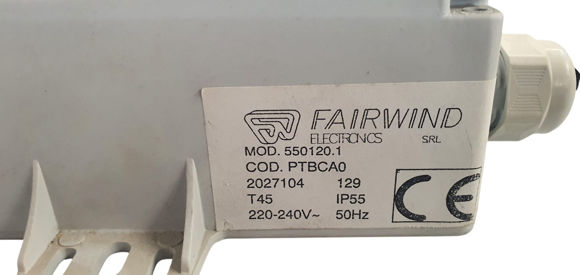 FAIRWIND
ELECTRONICS SRL
MOD. 550120.1
COD. PTBCA0
2027104 129
T45 IP55
220-240V~ 50Hz
CE